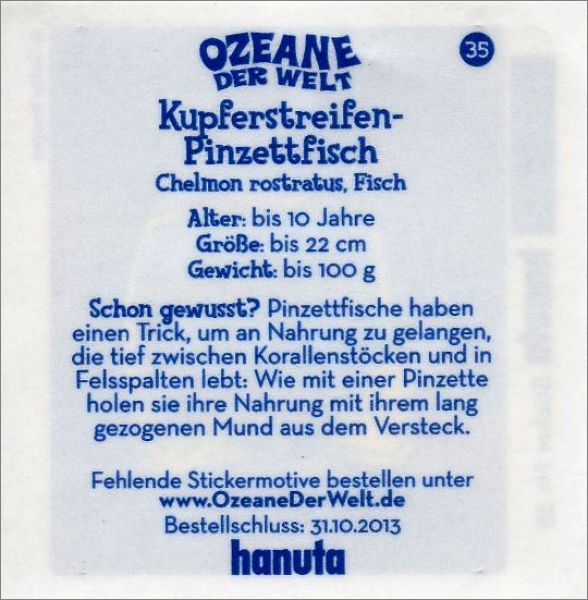 OZEANE
DER WELT
35
Kupferstreifen-
Pinzettfisch
Chelmon rostratus, Fisch
Alter: bis 10 Jahre
Größe: bis 22 cm
Gewicht: bis 100 g
Schon gewusst? Pinzettfische haben
einen Trick, um an Nahrung zu gelangen,
die tief zwischen Korallenstöcken und in
Felsspalten lebt: Wie mit einer Pinzette
holen sie ihre Nahrung mit ihrem lang
gezogenen Mund aus dem Versteck.
Fehlende Stickermotive bestellen unter
www.OzeaneDerWelt.de
Bestellschluss: 31.10.2013
hanuta